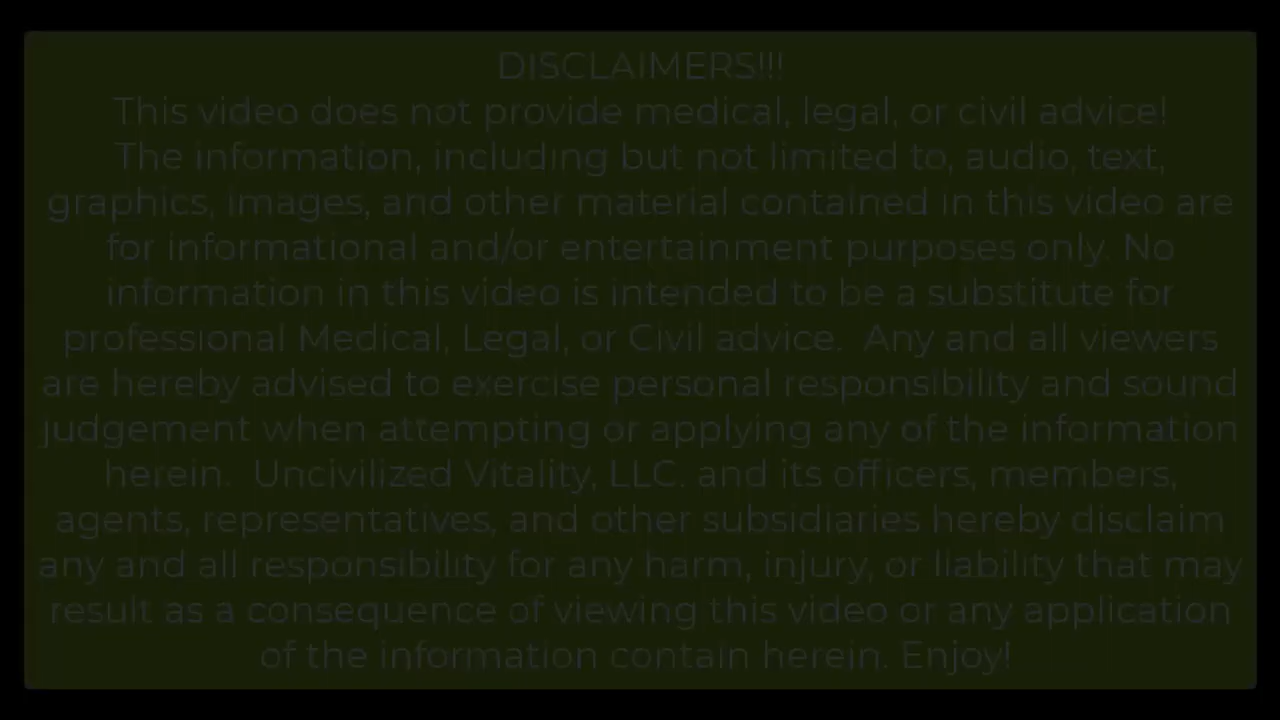 DISCLAIMERS!!!
This video does not provide medical, legal, or civil advice!
The information, including but not limited to, audio, text,
graphics, images, and other material contained in this video are
for informational and/or entertainment purposes only. No
information in this video is intended to be a substitute for
professional Medical, Legal, or Civil advice.  Any and all viewers
are hereby advised to exercise personal responsibility and sound
judgement when attempting or applying any of the information
herein.  Uncivilized Vitality, LLC. and its officers, members,
agents, representatives, and other subsidiaries hereby disclaim
any and all responsibility for any harm, injury, or liability that may
result as a consequence of viewing this video or any application
of the information contain herein. Enjoy!